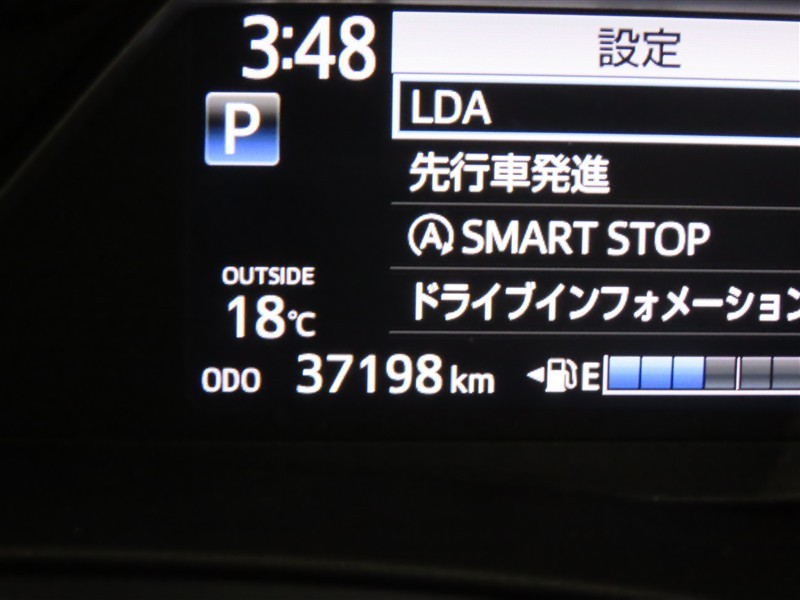 3:48
設定
P
LDA
先行車発進
A SMART STOP
ドライブインフォメーション
OUTSIDE
18℃
ODO 37198 km
E